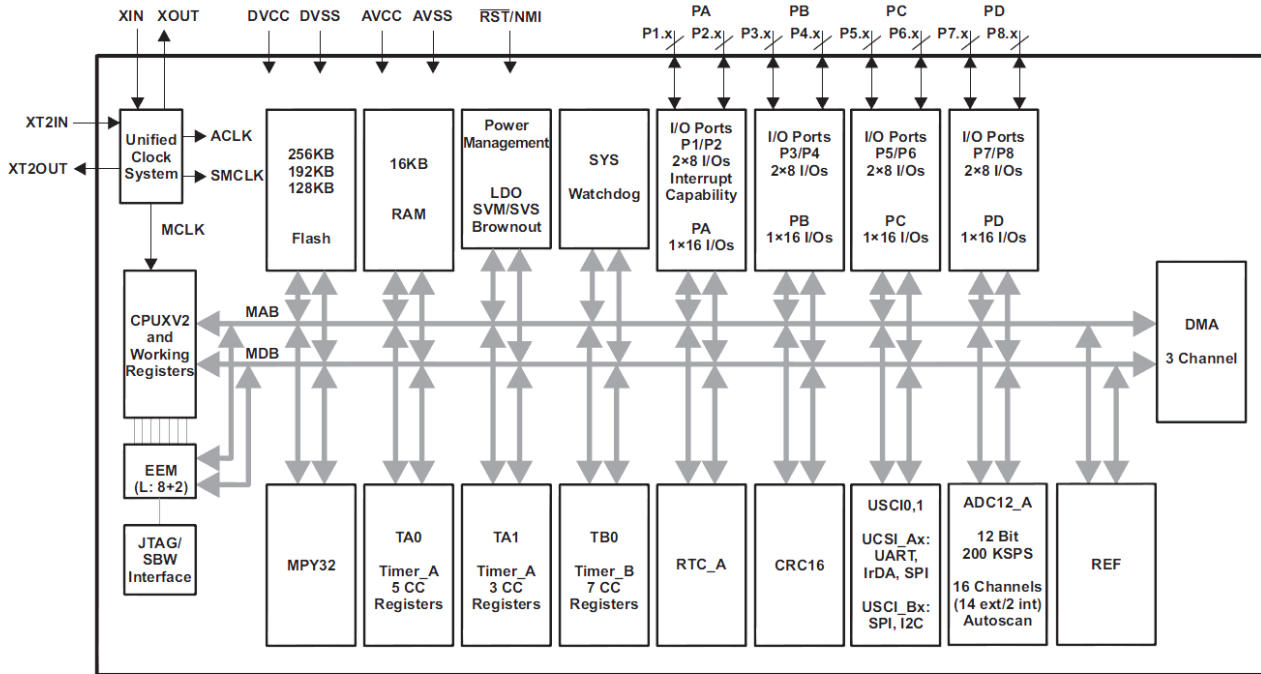 XIN XOUT DVCC DVSS AVCC AVSS RST/NMI PA PB PC PD
P1.x P2.x P3.x P4.x P5.x P6.x P7.x P8.x
XT2IN
XT2OUT
Unified
Clock
System
ACLK
SMCLK
MCLK
256KB
192KB
128KB
Flash
16KB
RAM
Power
Management
LDO
SVM/SVS
Brownout
SYS
Watchdog
I/O Ports
P1/P2
2×8 I/Os
Interrupt
Capability
PA
1×16 I/Os
I/O Ports
P3/P4
2×8 I/Os
PB
1×16 I/Os
I/O Ports
P5/P6
2×8 I/Os
PC
1×16 I/Os
I/O Ports
P7/P8
2×8 I/Os
PD
1×16 I/Os
CPUXV2
and
Working
Registers
MAB
MDB
DMA
3 Channel
EEM
(L: 8+2)
JTAG/
SBW
Interface
MPY32
TA0
Timer_A
5 CC
Registers
TA1
Timer_A
3 CC
Registers
TB0
Timer_B
7 CC
Registers
RTC_A
CRC16
USCI0,1
UCSI_Ax:
UART,
IrDA, SPI
USCI_Bx:
SPI, I2C
ADC12_A
12 Bit
200 KSPS
16 Channels
(14 ext/2 int)
Autoscan
REF